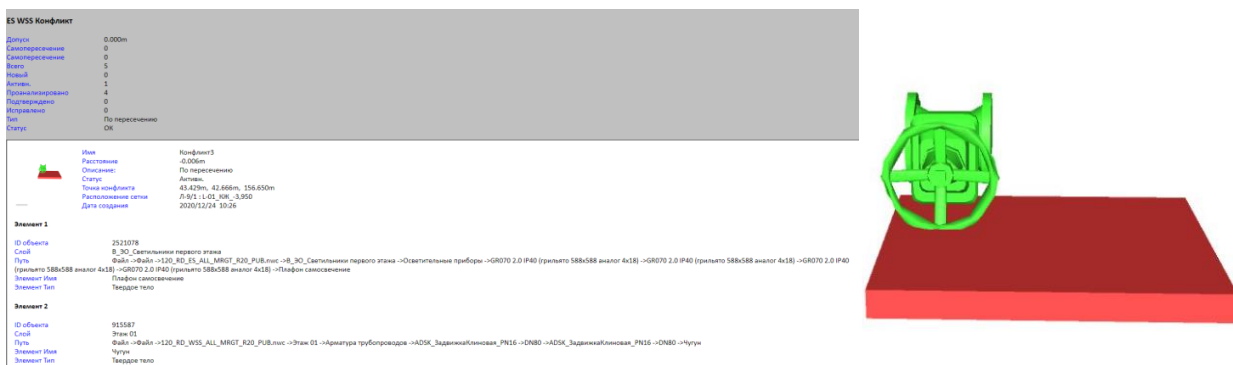 ES WSS Конфликт
Допуск 0.000m
Самопересечение 0
Самопересечение 0
Всего 5
Новый 0
Активн. 1
Проанализировано 4
Подтверждено 0
Исправлено 0
Тип По пересечению
Статус OK
Имя Конфликт3
Расстояние -0.006m
Описание: По пересечению
Статус Активн.
Точка конфликта 43.429m, 42.666m, 156.650m
Расположение сетки Л-9/1 : L-01_КЖ_-3,950
Дата создания 2020/12/24 10:26
Элемент 1
ID объекта 2521078
Слой В_ЭО_Светильники первого этажа
Путь Файл ->Файл ->120_RD_ES_ALL_MRGT_R20_PUB.nwc ->В_ЭО_Светильники первого этажа ->Осветительные приборы ->GR070 2.0 IP40 (грильято 588x588 аналог 4x18) ->GR070 2.0 IP40 (грильято 588x588 аналог 4x18) ->GR070 2.0 IP40
(грильято 588x588 аналог 4x18) ->GR070 2.0 IP40 (грильято 588x588 аналог 4x18) ->Плафон самосвечение
Элемент Имя Плафон самосвечение
Элемент Тип Твердое тело
Элемент 2
ID объекта 915587
Слой Этаж 01
Путь Файл ->Файл ->120_RD_WSS_ALL_MRGT_R20_PUB.nwc ->Этаж 01 ->Арматура трубопроводов ->ADSK_ЗадвижкаКлиновая_PN16 ->DN80 ->ADSK_ЗадвижкаКлиновая_PN16 ->DN80 ->Чугун
Элемент Имя Чугун
Элемент Тип Твердое тело